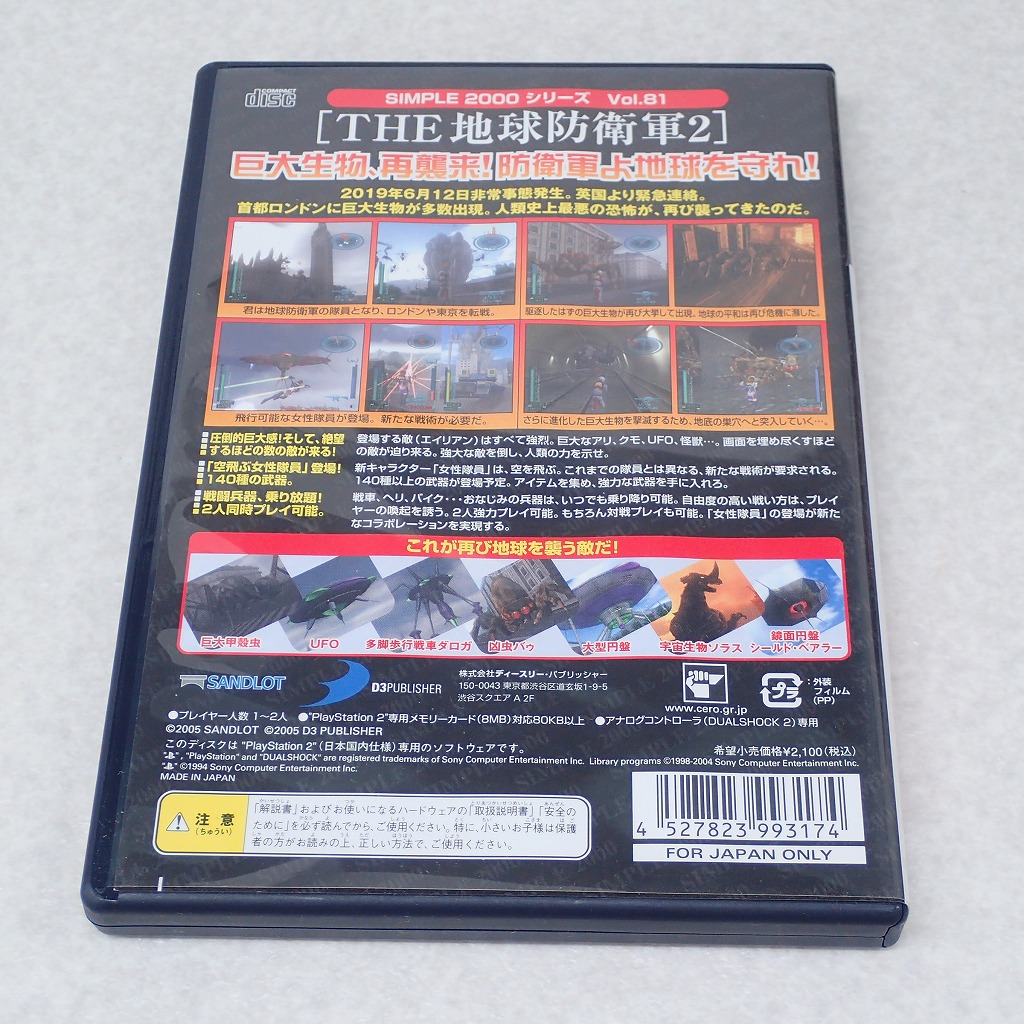 COMPACT
disc
SIMPLE 2000 シリーズ Vol.81
[THE 地球防衛軍2]
巨大生物、再襲来!防衛軍よ地球を守れ!
2019年6月12日非常事態発生。英国より緊急連絡。
首都ロンドンに巨大生物が多数出現。人類史上最悪の恐怖が、再び襲ってきたのだ。
君は地球防衛軍の隊員となり、ロンドンや東京を転戦。
駆逐したはずの巨大生物が再び大挙して出現。地球の平和は再び危機に瀕した。
飛行可能な女性隊員が登場。新たな戦術が必要だ。
さらに進化した巨大生物を撃滅するため、地底の巣穴へと突入していく…。
圧倒的巨大感!そして、絶望
するほどの数の敵が来る!
登場する敵(エイリアン)はすべて強烈。巨大なアリ、クモ、UFO、怪獣…。画面を埋め尽くすほど
の数の敵が迫り来る。強大な敵を倒し、人類の力を示せ。
「空飛ぶ女性隊員」登場!
140種の武器。
新キャラクター「女性隊員」は、空を飛ぶ。これまでの隊員とは異なる、新たな戦術が要求される。
140種以上の武器が登場予定。アイテムを集め、強力な武器を手に入れろ。
戦闘兵器、乗り放題!
2人同時プレイ可能。
戦車、ヘリ、バイク・・・おなじみの兵器は、いつでも乗り降り可能。自由度の高い戦い方は、プレイ
ヤーの喚起を誘う。2人強力プレイ可能。もちろん対戦プレイも可能。「女性隊員」の登場が新た
なコラボレーションを実現する。
これが再び地球を襲う敵だ!
巨大甲殻虫
UFO
多脚歩行戦車ダロガ
凶虫バゥ
大型円盤
宇宙生物ソラス
鏡面円盤
シールド・ベアラー
SANDLOT
D3PUBLISHER
株式会社ディースリー・パブリッシャー
150-0043 東京都渋谷区道玄坂1-9-5
渋谷スクエア A 2F
www.cero.gr.jp
プラ
:外装
フィルム
(PP)
●プレイヤー人数 1〜2人 ●"PlayStation 2"専用メモリーカード(8MB)対応80KB以上 ●アナログコントローラ(DUALSHOCK 2)専用
©2005 SANDLOT ©2005 D3 PUBLISHER
このディスクは "PlayStation 2" (日本国内仕様) 専用のソフトウェアです。
希望小売価格¥2,100(税込)
" ", "PlayStation" and "DUALSHOCK" are registered trademarks of Sony Computer Entertainment Inc. Library programs ©1998-2004 Sony Computer Entertainment Inc.
" " ©1994 Sony Computer Entertainment Inc.
MADE IN JAPAN
注意
(ちゅうい)
「解説書」およびお使いになるハードウェアの「取扱説明書」「安全の
ために」を必ず読んでから、ご使用ください。特に、小さいお子様は保護
者の方がお読みの上、正しい方法で、ご使用ください。
4 527823 993174
FOR JAPAN ONLY